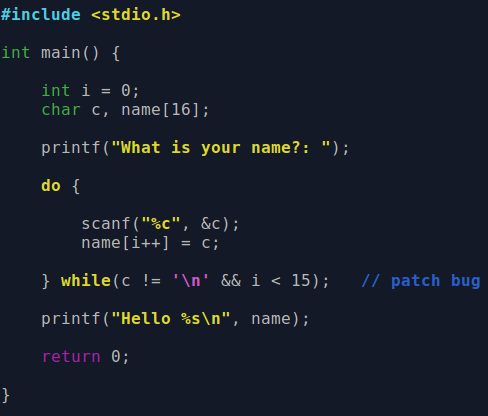 #include <stdio.h>
int main() {
    int i = 0;
    char c, name[16];
    printf("What is your name?: ");
    do {
        scanf("%c", &c);
        name[i++] = c;
    } while(c != '\n' && i < 15);   // patch bug
    printf("Hello %s\n", name);
    return 0;
}